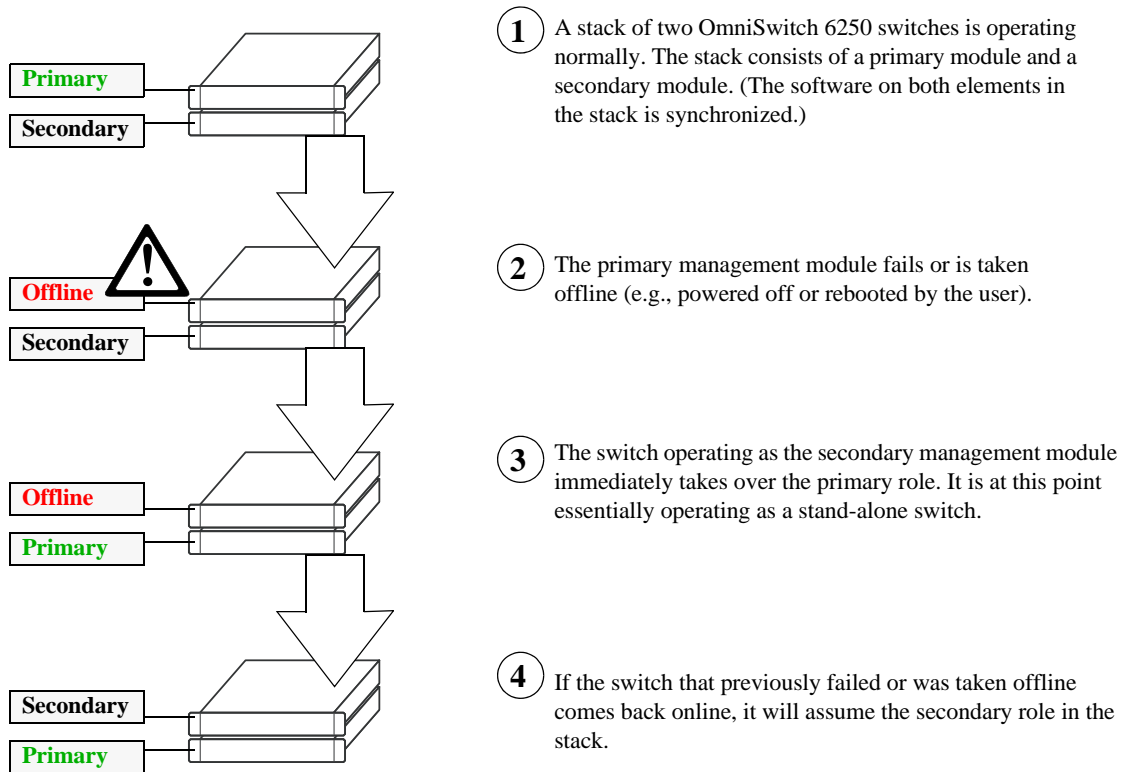 Primary
Secondary
1
A stack of two OmniSwitch 6250 switches is operating
normally. The stack consists of a primary module and a
secondary module. (The software on both elements in
the stack is synchronized.)
Offline
Secondary
2
The primary management module fails or is taken
offline (e.g., powered off or rebooted by the user).
Offline
Primary
3
The switch operating as the secondary management module
immediately takes over the primary role. It is at this point
essentially operating as a stand-alone switch.
Secondary
Primary
4
If the switch that previously failed or was taken offline
comes back online, it will assume the secondary role in the
stack.